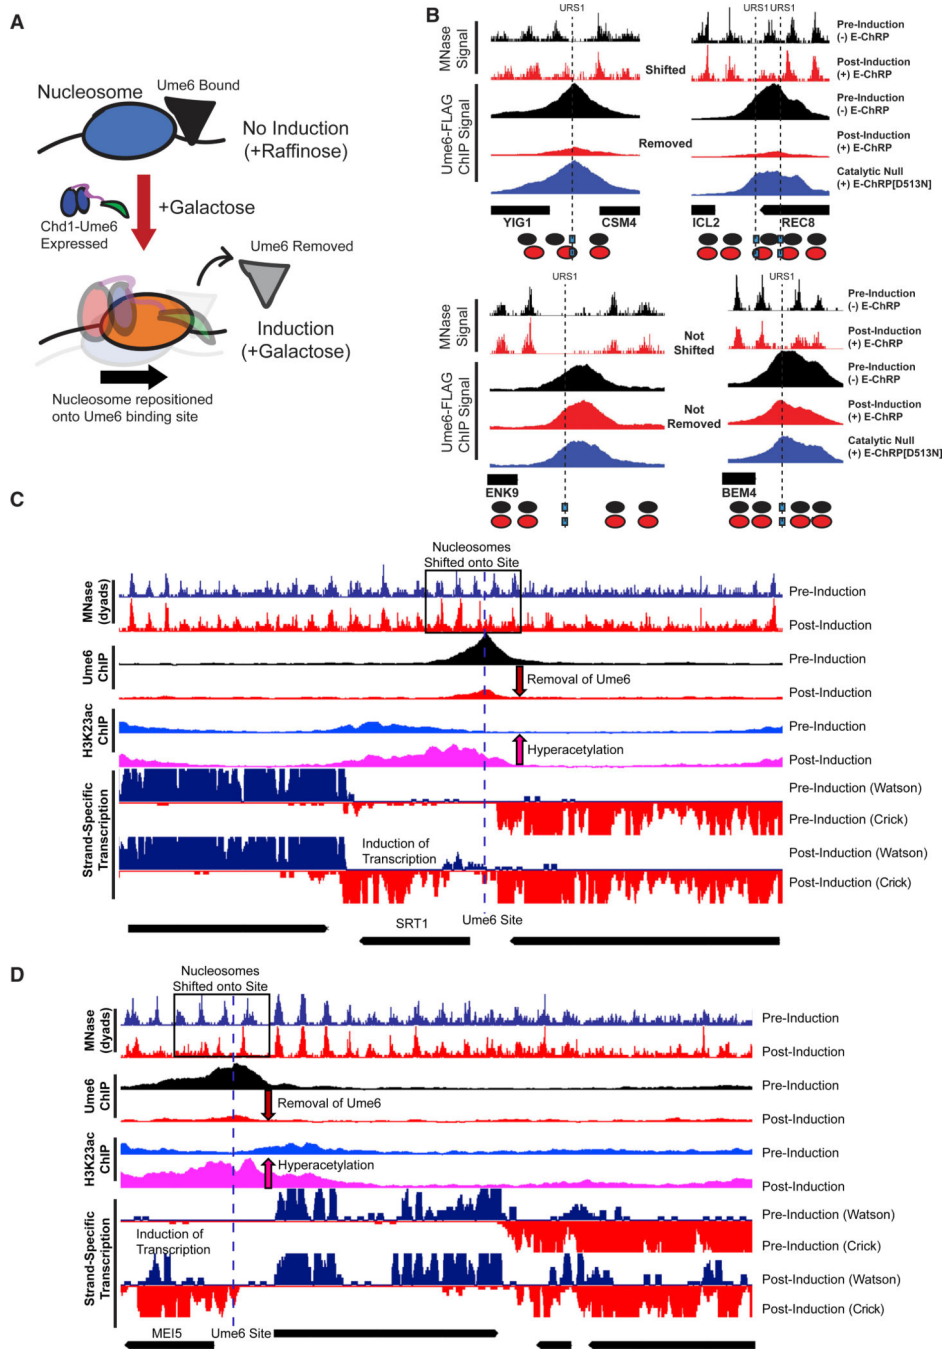 A
Nucleosome
Ume6 Bound
No Induction
(+Raffinose)
+Galactose
Chd1-Ume6
Expressed
Ume6 Removed
Induction
(+Galactose)
Nucleosome repositioned
onto Ume6 binding site
B
URS1
URS1 URS1
MNase
Signal
Pre-Induction
(-) E-ChRP
Shifted
Post-Induction
(+) E-ChRP
Ume6-FLAG
ChIP Signal
Pre-Induction
(-) E-ChRP
Removed
Post-Induction
(+) E-ChRP
Catalytic Null
(+) E-ChRP[D513N]
YIG1
CSM4
ICL2
REC8
URS1
URS1
MNase
Signal
Pre-Induction
(-) E-ChRP
Not
Shifted
Post-Induction
(+) E-ChRP
Ume6-FLAG
ChIP Signal
Pre-Induction
(-) E-ChRP
Not
Removed
Post-Induction
(+) E-ChRP
Catalytic Null
(+) E-ChRP[D513N]
ENK9
BEM4
C
Nucleosomes
Shifted onto Site
MNase
(dyads)
Pre-Induction
Post-Induction
Ume6
ChIP
Pre-Induction
Removal of Ume6
Post-Induction
H3K23ac
ChIP
Pre-Induction
Hyperacetylation
Post-Induction
Strand-Specific
Transcription
Pre-Induction (Watson)
Pre-Induction (Crick)
Induction of
Transcription
Post-Induction (Watson)
Post-Induction (Crick)
SRT1
Ume6 Site
D
Nucleosomes
Shifted onto Site
MNase
(dyads)
Pre-Induction
Post-Induction
Ume6
ChIP
Pre-Induction
Removal of Ume6
Post-Induction
H3K23ac
ChIP
Pre-Induction
Hyperacetylation
Post-Induction
Strand-Specific
Transcription
Pre-Induction (Watson)
Induction of
Transcription
Pre-Induction (Crick)
Post-Induction (Watson)
Post-Induction (Crick)
MEI5
Ume6 Site